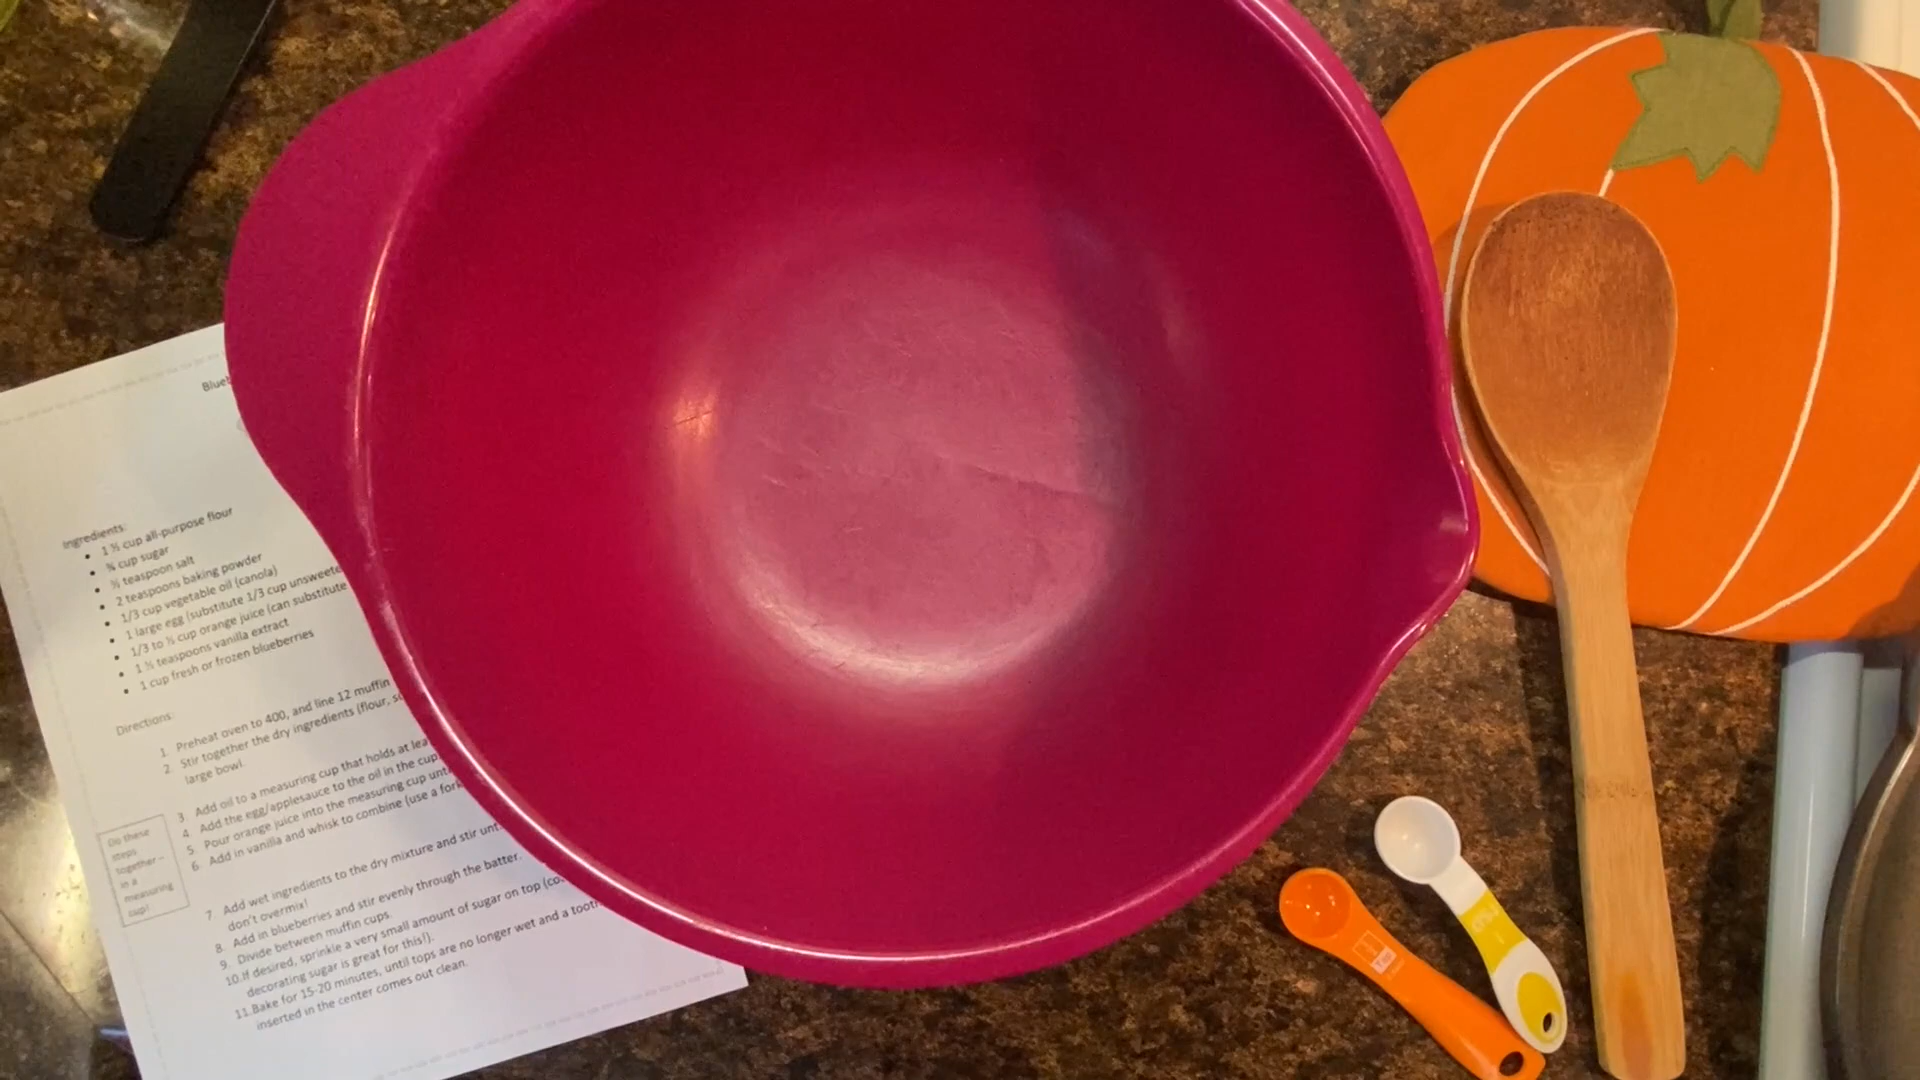 Blueb
Ingredients:
• 1 ½ cup all-purpose flour
• ¾ cup sugar
• ½ teaspoon salt
• 2 teaspoons baking powder
• 1/3 cup vegetable oil (canola)
• 1 large egg (substitute 1/3 cup unsweete
• 1/3 to ½ cup orange juice (can substitute
• 1 ½ teaspoons vanilla extract
• 1 cup fresh or frozen blueberries
Directions:
1. Preheat oven to 400, and line 12 muffin
2. Stir together the dry ingredients (flour, su
large bowl.
3. Add oil to a measuring cup that holds at lea
4. Add the egg/applesauce to the oil in the cup
5. Pour orange juice into the measuring cup unti
6. Add in vanilla and whisk to combine (use a fork
Do these
steps
together –
in a
measuring
cup!
7. Add wet ingredients to the dry mixture and stir unt
don't overmix!
8. Add in blueberries and stir evenly through the batter.
9. Divide between muffin cups.
10.If desired, sprinkle a very small amount of sugar on top (co
decorating sugar is great for this!).
11.Bake for 15-20 minutes, until tops are no longer wet and a tooth
inserted in the center comes out clean.